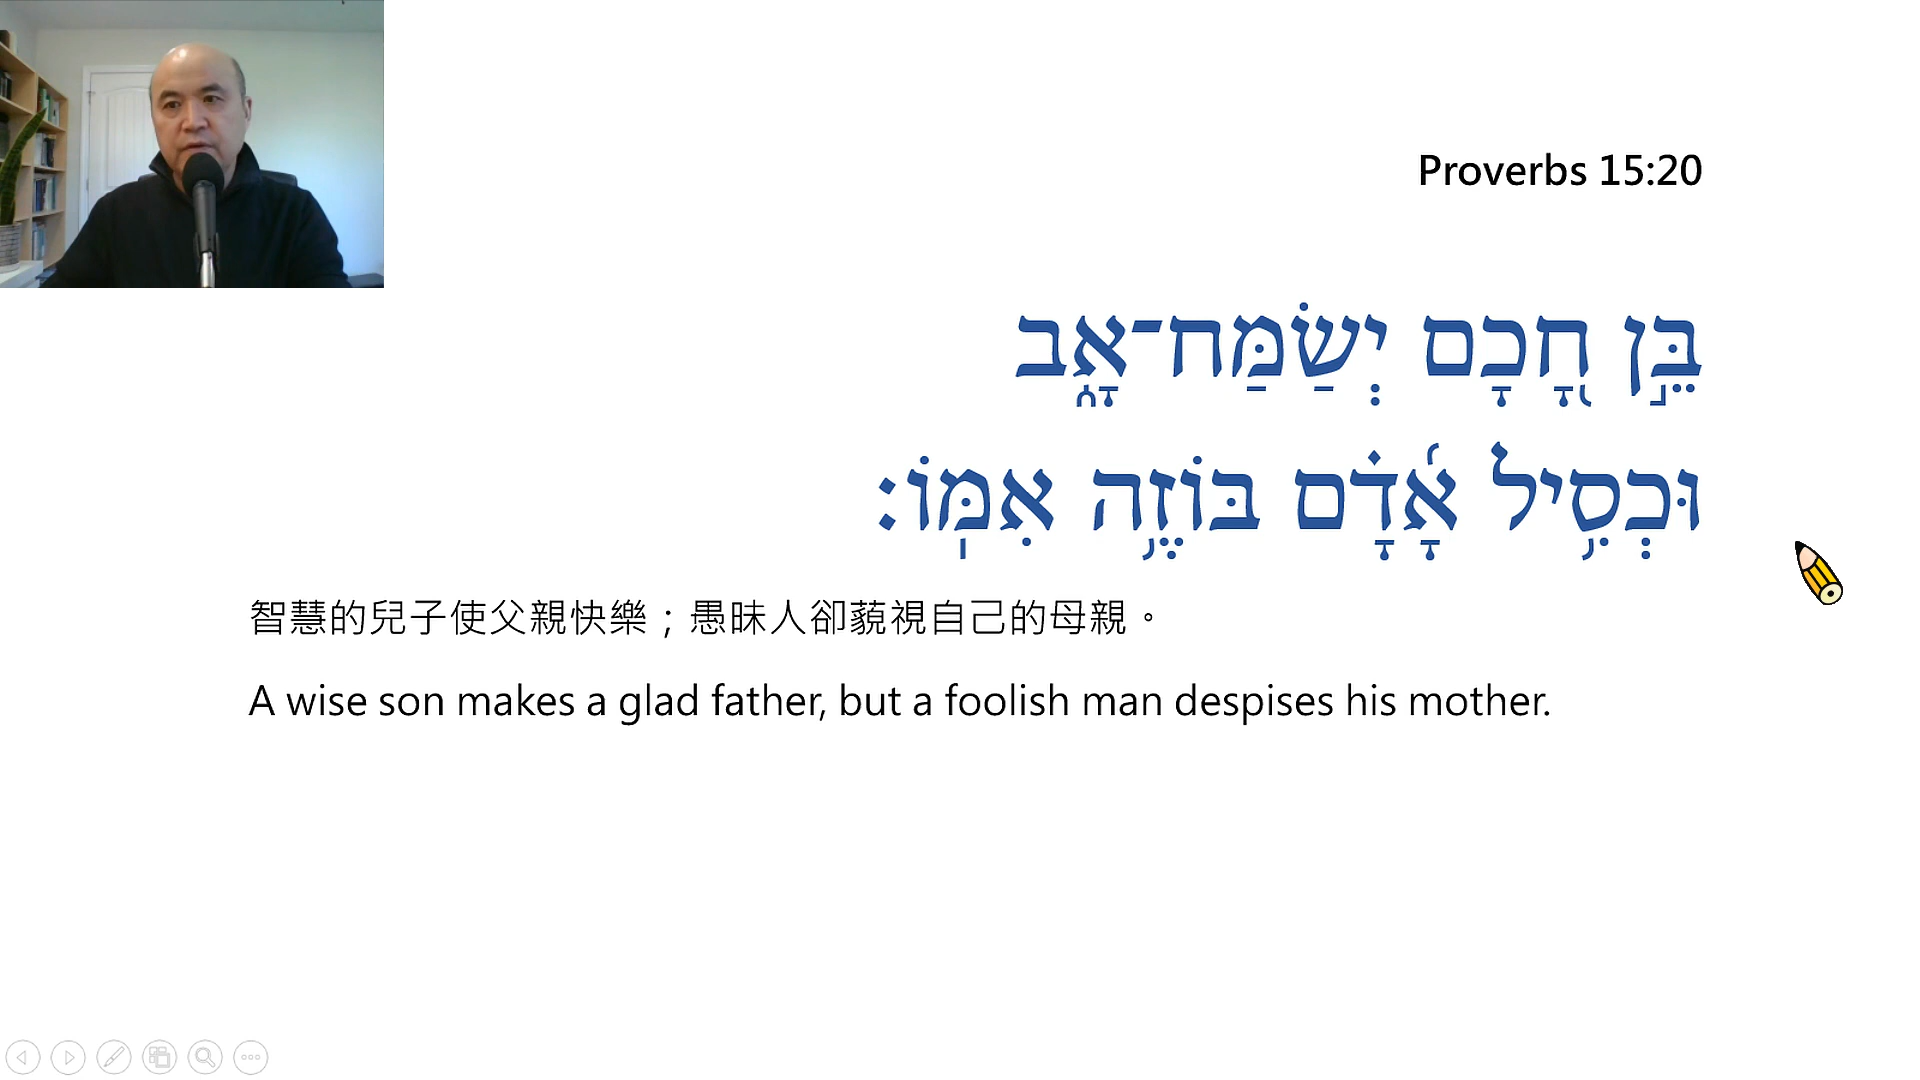 Proverbs 15:20
בֵּ֣ן חָ֭כָם יְשַׂמַּח־אָ֑ב
וּכְסִ֥יל אָ֝דָ֗ם בּוֹזֶ֥ה אִמּֽוֹ׃
智慧的兒子使父親快樂；愚昧人卻藐視自己的母親。
A wise son makes a glad father, but a foolish man despises his mother.